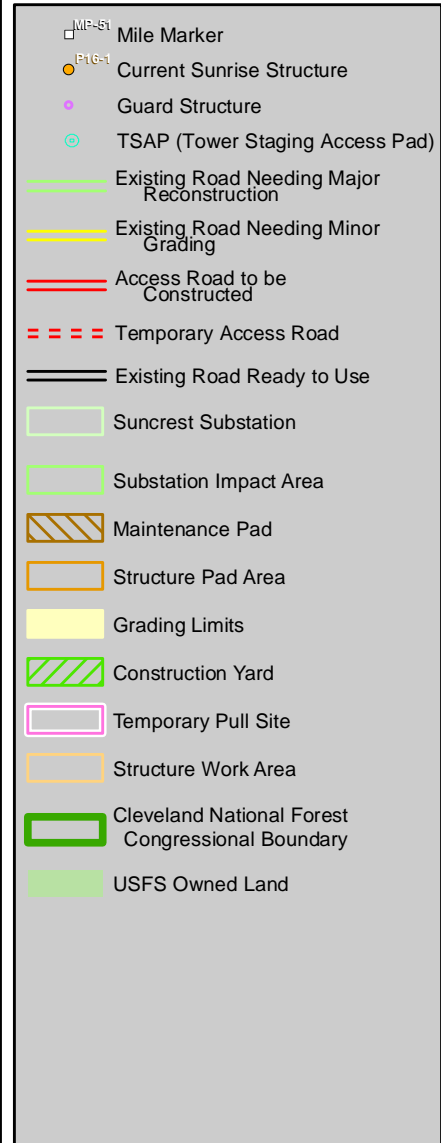 MP-51
Mile Marker
P16-1
Current Sunrise Structure
Guard Structure
TSAP (Tower Staging Access Pad)
Existing Road Needing Major
Reconstruction
Existing Road Needing Minor
Grading
Access Road to be
Constructed
Temporary Access Road
Existing Road Ready to Use
Suncrest Substation
Substation Impact Area
Maintenance Pad
Structure Pad Area
Grading Limits
Construction Yard
Temporary Pull Site
Structure Work Area
Cleveland National Forest
Congressional Boundary
USFS Owned Land